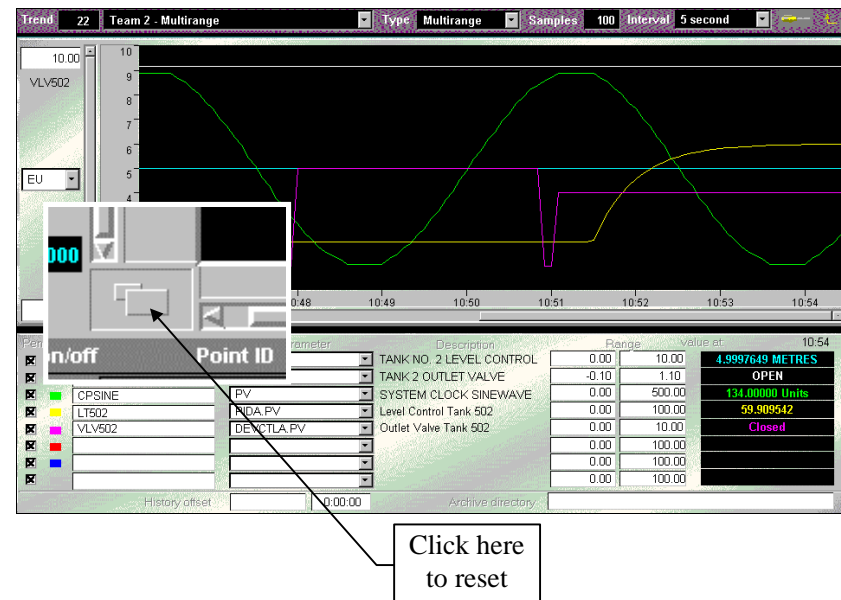 Trend 22 Team 2 - Multirange Type Multirange Samples 100 Interval 5 second
10.00
VLV502
EU
10
9
8
7
6
5
4
000
on/off Point ID
10:48 10:49 10:50 10:51 10:52 10:53 10:54
Description Range Value at: 10:54
TANK NO. 2 LEVEL CONTROL 0.00 10.00 4.9997649 METRES
TANK 2 OUTLET VALVE -0.10 1.10 OPEN
CPSINE PV SYSTEM CLOCK SINEWAVE 0.00 500.00 134.00000 Units
LT502 PIDA.PV Level Control Tank 502 0.00 100.00 59.909542
VLV502 DEVCTLA.PV Outlet Valve Tank 502 0.00 10.00 Closed
0.00 100.00
0.00 100.00
0.00 100.00
History offset 0:00:00 Archive directory
Click here
to reset